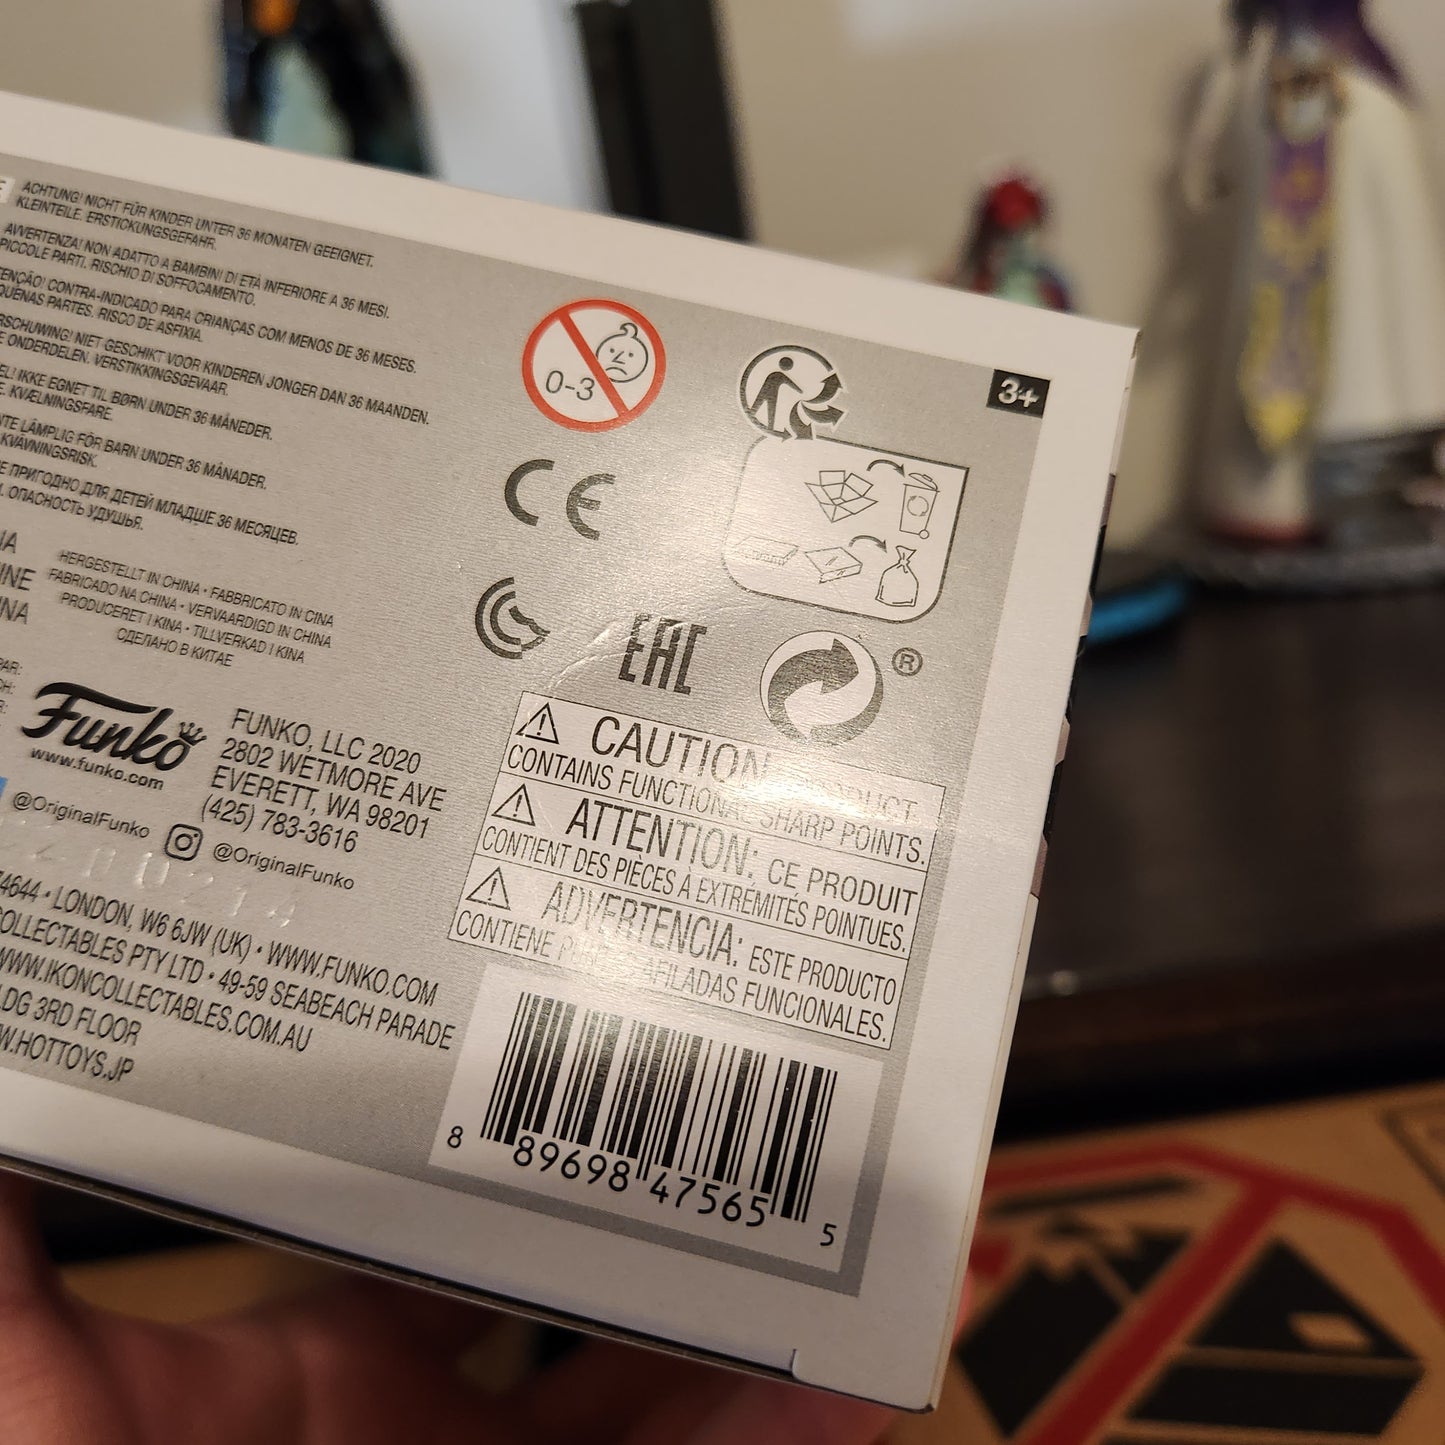 ACHTUNG! NICHT FÜR KINDER UNTER 36 MONATEN GEEIGNET.
KLEINTEILE. ERSTICKUNGSGEFAHR.
AVVERTENZA! NON ADATTO A BAMBINI DI ETÀ INFERIORE A 36 MESI.
PICCOLE PARTI. RISCHIO DI SOFFOCAMENTO.
CONTRA-INDICADO PARA CRIANÇAS COM MENOS DE 36 MESES.
PARTES. RISCO DE ASFIXIA.
NIET GESCHIKT VOOR KINDEREN JONGER DAN 36 MAANDEN.
ONDERDELEN. VERSTIKKINGSGEVAAR.
IKKE EGNET TIL BØRN UNDER 36 MÅNEDER.
KVÆLNINGSFARE.
LÄMPLIG FÖR BARN UNDER 36 MÅNADER.
KVÄVNINGSRISK.
ПРИГОДНО ДЛЯ ДЕТЕЙ МЛАДШЕ 36 МЕСЯЦЕВ.
ОПАСНОСТЬ УДУШЬЯ.
HERGESTELLT IN CHINA • FABBRICATO IN CINA
FABRICADO NA CHINA • VERVAARDIGD IN CHINA
PRODUCERET I KINA • TILLVERKAD I KINA
СДЕЛАНО В КИТАЕ
Funko
www.funko.com
FUNKO, LLC 2020
2802 WETMORE AVE
EVERETT, WA 98201
(425) 783-3616
@OriginalFunko
@OriginalFunko
LONDON, W6 6JW (UK) • WWW.FUNKO.COM
COLLECTABLES PTY LTD • 49-59 SEABEACH PARADE
WWW.IKONCOLLECTABLES.COM.AU
3RD FLOOR
HOTTOYS.JP
0-3
3+
CE
EAC
®
CAUTION: PRODUCT
CONTAINS FUNCTIONAL SHARP POINTS.
ATTENTION: CE PRODUIT
CONTIENT DES PIÈCES À EXTRÉMITÉS POINTUES.
ADVERTENCIA: ESTE PRODUCTO
CONTIENE AFILADAS FUNCIONALES.
8 89698 47565 5